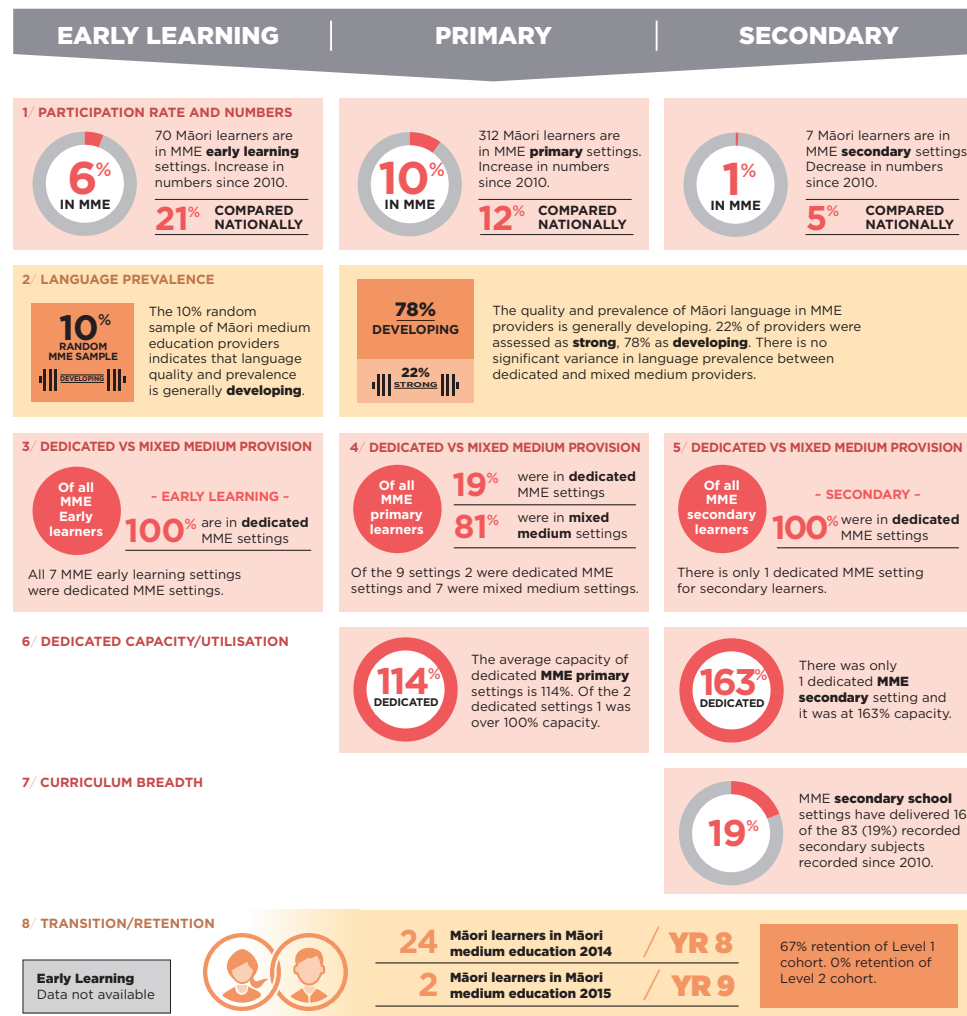 EARLY LEARNING
PRIMARY
SECONDARY
1/ PARTICIPATION RATE AND NUMBERS
6%
IN MME
70 Māori learners are
in MME early learning
settings. Increase in
numbers since 2010.
21% COMPARED
NATIONALLY
10%
IN MME
312 Māori learners are
in MME primary settings.
Increase in numbers
since 2010.
12% COMPARED
NATIONALLY
1%
IN MME
7 Māori learners are in
MME secondary settings
Decrease in numbers
since 2010.
5% COMPARED
NATIONALLY
2/ LANGUAGE PREVALENCE
10%
RANDOM
MME SAMPLE
DEVELOPING
The 10% random
sample of Māori medium
education providers
indicates that language
quality and prevalence
is generally developing.
78%
DEVELOPING
22%
STRONG
The quality and prevalence of Māori language in MME
providers is generally developing. 22% of providers were
assessed as strong, 78% as developing. There is no
significant variance in language prevalence between
dedicated and mixed medium providers.
3/ DEDICATED VS MIXED MEDIUM PROVISION
Of all
MME
Early
learners
- EARLY LEARNING -
100% are in dedicated
MME settings
All 7 MME early learning settings
were dedicated MME settings.
4/ DEDICATED VS MIXED MEDIUM PROVISION
Of all
MME
primary
learners
19% were in dedicated
MME settings
81% were in mixed
medium settings
Of the 9 settings 2 were dedicated MME
settings and 7 were mixed medium settings.
5/ DEDICATED VS MIXED MEDIUM PROVISION
Of all
MME
secondary
learners
- SECONDARY -
100% were in dedicated
MME settings
There is only 1 dedicated MME setting
for secondary learners.
6/ DEDICATED CAPACITY/UTILISATION
114%
DEDICATED
The average capacity of
dedicated MME primary
settings is 114%. Of the 2
dedicated settings 1 was
over 100% capacity.
163%
DEDICATED
There was only
1 dedicated MME
secondary setting and
it was at 163% capacity.
7/ CURRICULUM BREADTH
19%
MME secondary school
settings have delivered 16
of the 83 (19%) recorded
secondary subjects
recorded since 2010.
8/ TRANSITION/RETENTION
Early Learning
Data not available
24 Māori learners in Māori
medium education 2014 / YR 8
2 Māori learners in Māori
medium education 2015 / YR 9
67% retention of Level 1
cohort. 0% retention of
Level 2 cohort.